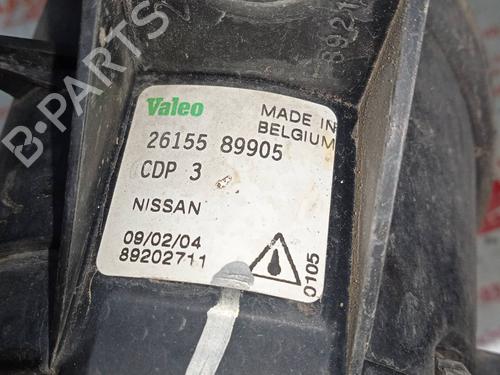 B-PARTS
Valeo
MADE IN
BELGIUM
26155 89905
CDP 3
NISSAN
09/02/04
89202711
0105